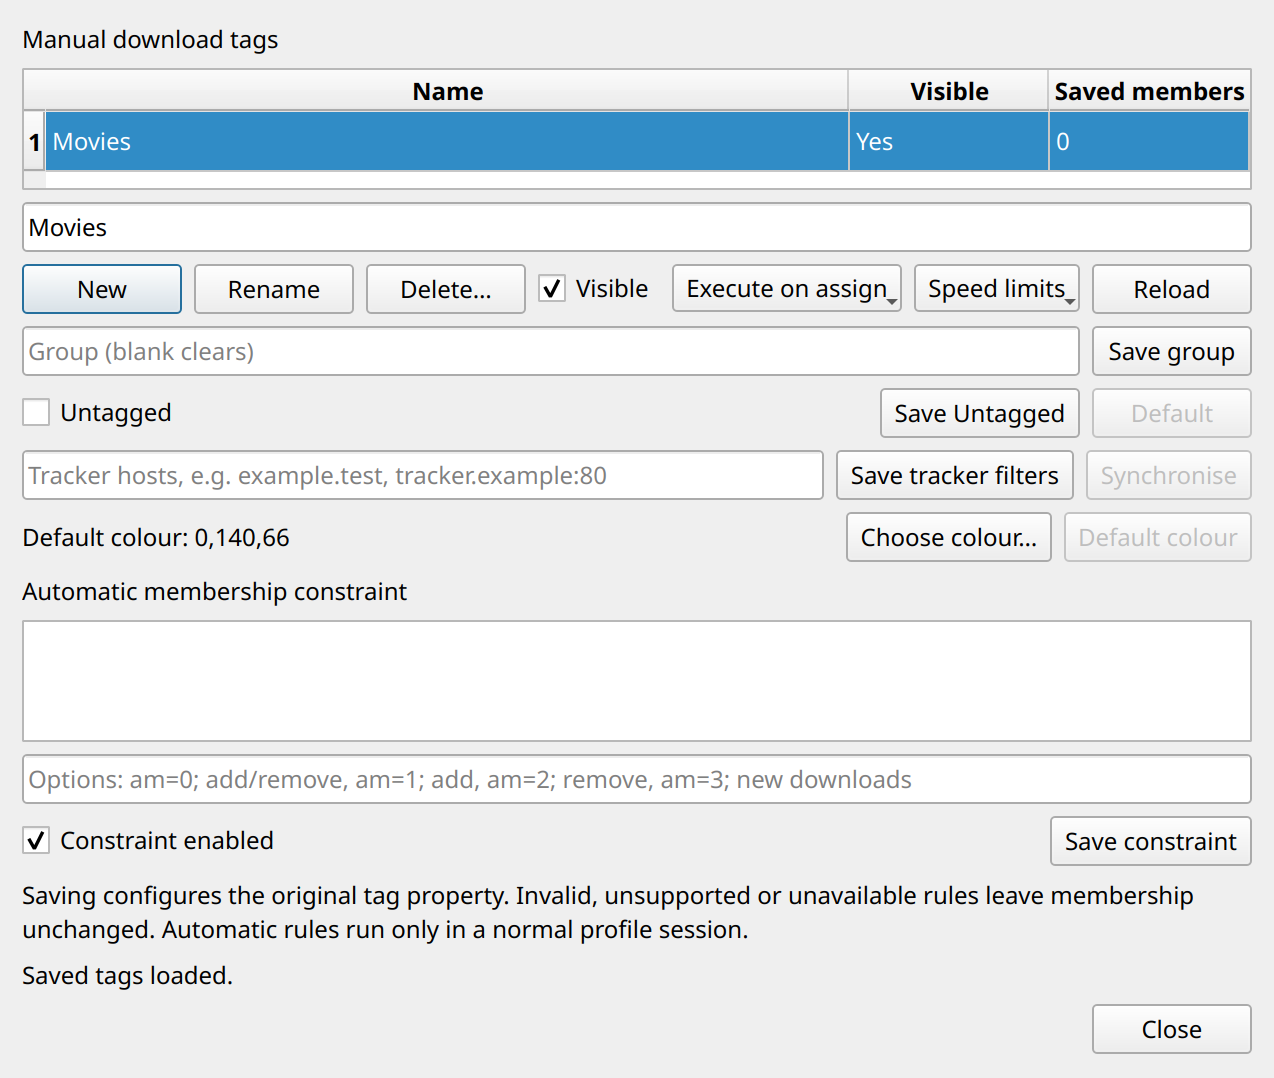 Manual download tags
Name Visible Saved members
1 Movies Yes 0
Movies
New Rename Delete... Visible Execute on assign Speed limits Reload
Group (blank clears) Save group
Untagged Save Untagged Default
Tracker hosts, e.g. example.test, tracker.example:80 Save tracker filters Synchronise
Default colour: 0,140,66 Choose colour... Default colour
Automatic membership constraint
Options: am=0; add/remove, am=1; add, am=2; remove, am=3; new downloads
Constraint enabled Save constraint
Saving configures the original tag property. Invalid, unsupported or unavailable rules leave membership
unchanged. Automatic rules run only in a normal profile session.
Saved tags loaded.
Close